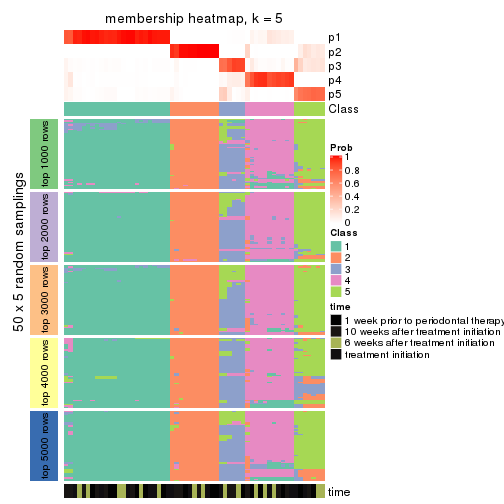 membership heatmap, k = 5
p1
p2
p3
p4
p5
Class
50 x 5 random samplings
top 1000 rows
top 2000 rows
top 3000 rows
top 4000 rows
top 5000 rows
time
Prob
1
0.8
0.6
0.4
0.2
0
Class
1
2
3
4
5
time
1 week prior to periodontal therapy
10 weeks after treatment initiation
6 weeks after treatment initiation
treatment initiation